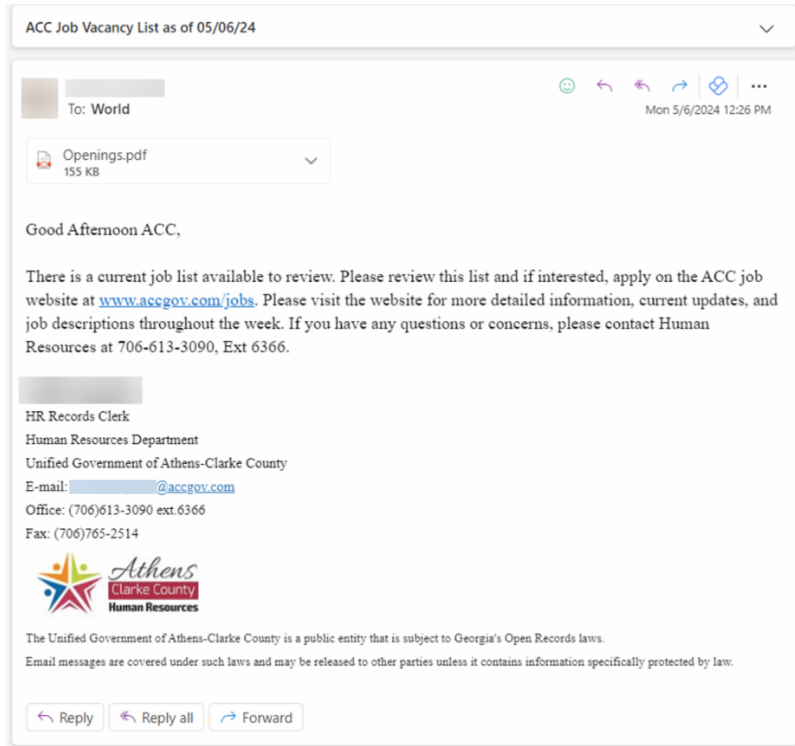 ACC Job Vacancy List as of 05/06/24
To: World
Mon 5/6/2024 12:26 PM
Openings.pdf
155 KB
Good Afternoon ACC,
There is a current job list available to review. Please review this list and if interested, apply on the ACC job
website at www.accgov.com/jobs. Please visit the website for more detailed information, current updates, and
job descriptions throughout the week. If you have any questions or concerns, please contact Human
Resources at 706-613-3090, Ext 6366.
HR Records Clerk
Human Resources Department
Unified Government of Athens-Clarke County
E-mail: @accgov.com
Office: (706)613-3090 ext.6366
Fax: (706)765-2514
Athens
Clarke County
Human Resources
The Unified Government of Athens-Clarke County is a public entity that is subject to Georgia's Open Records laws.
Email messages are covered under such laws and may be released to other parties unless it contains information specifically protected by law.
Reply
Reply all
Forward